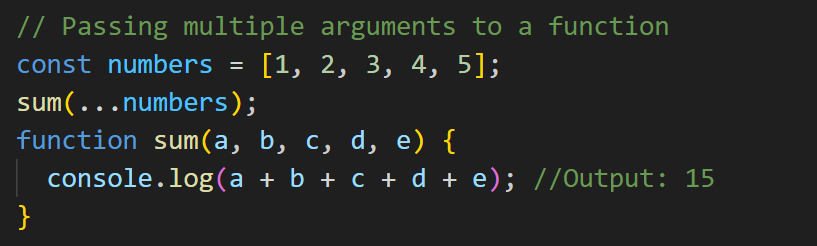 // Passing multiple arguments to a function
const numbers = [1, 2, 3, 4, 5];
sum(...numbers);
function sum(a, b, c, d, e) {
  console.log(a + b + c + d + e); //Output: 15
}